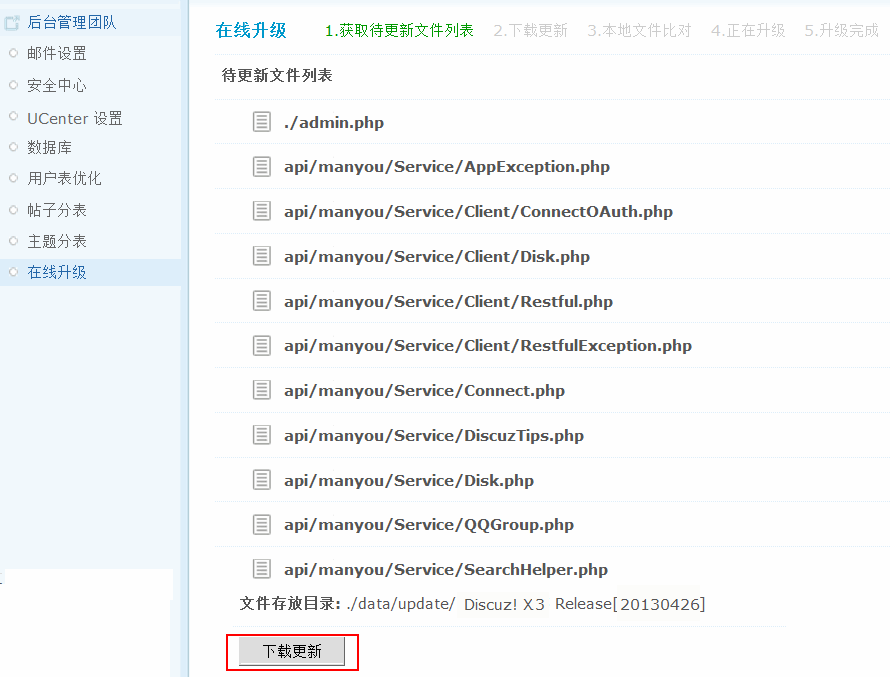 后台管理团队
邮件设置
安全中心
UCenter 设置
数据库
用户表优化
帖子分表
主题分表
在线升级
在线升级 1.获取待更新文件列表 2.下载更新 3.本地文件比对 4.正在升级 5.升级完成
待更新文件列表
./admin.php
api/manyou/Service/AppException.php
api/manyou/Service/Client/ConnectOAuth.php
api/manyou/Service/Client/Disk.php
api/manyou/Service/Client/Restful.php
api/manyou/Service/Client/RestfulException.php
api/manyou/Service/Connect.php
api/manyou/Service/DiscuzTips.php
api/manyou/Service/Disk.php
api/manyou/Service/QQGroup.php
api/manyou/Service/SearchHelper.php
文件存放目录: ./data/update/ Discuz! X3 Release[20130426]
下载更新